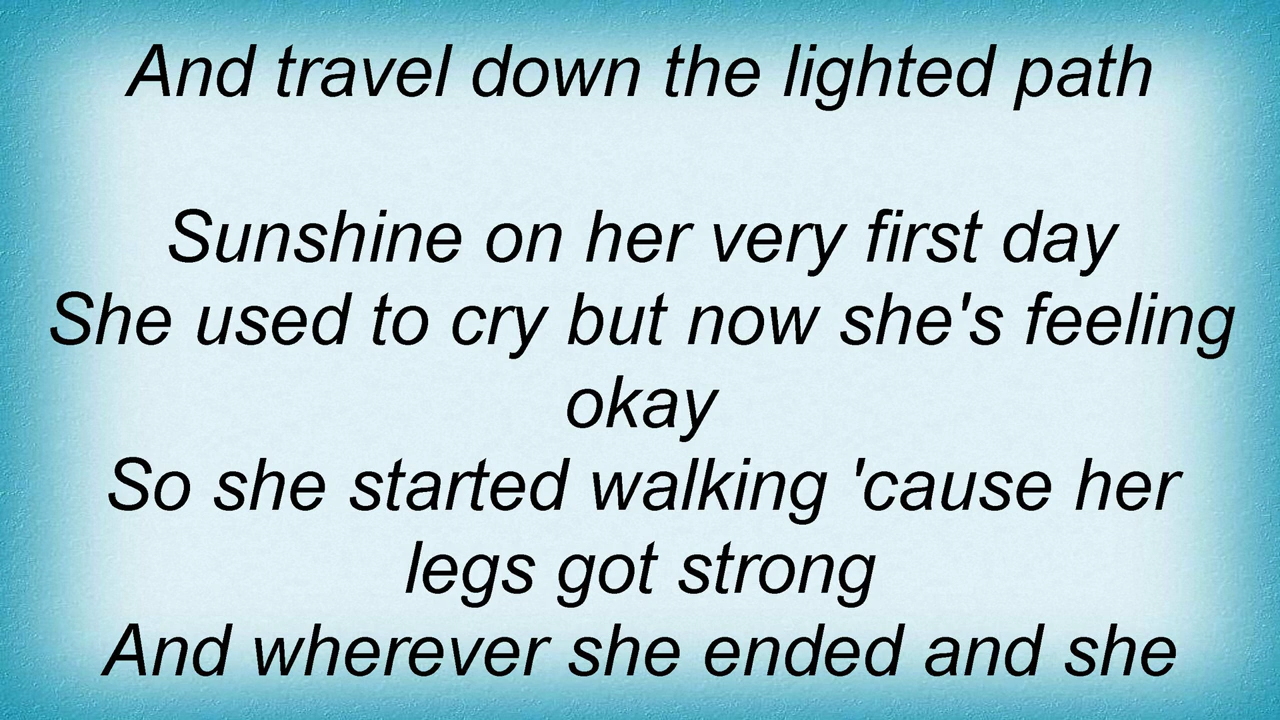 And travel down the lighted path
Sunshine on her very first day
She used to cry but now she's feeling
okay
So she started walking 'cause her
legs got strong
And wherever she ended and she